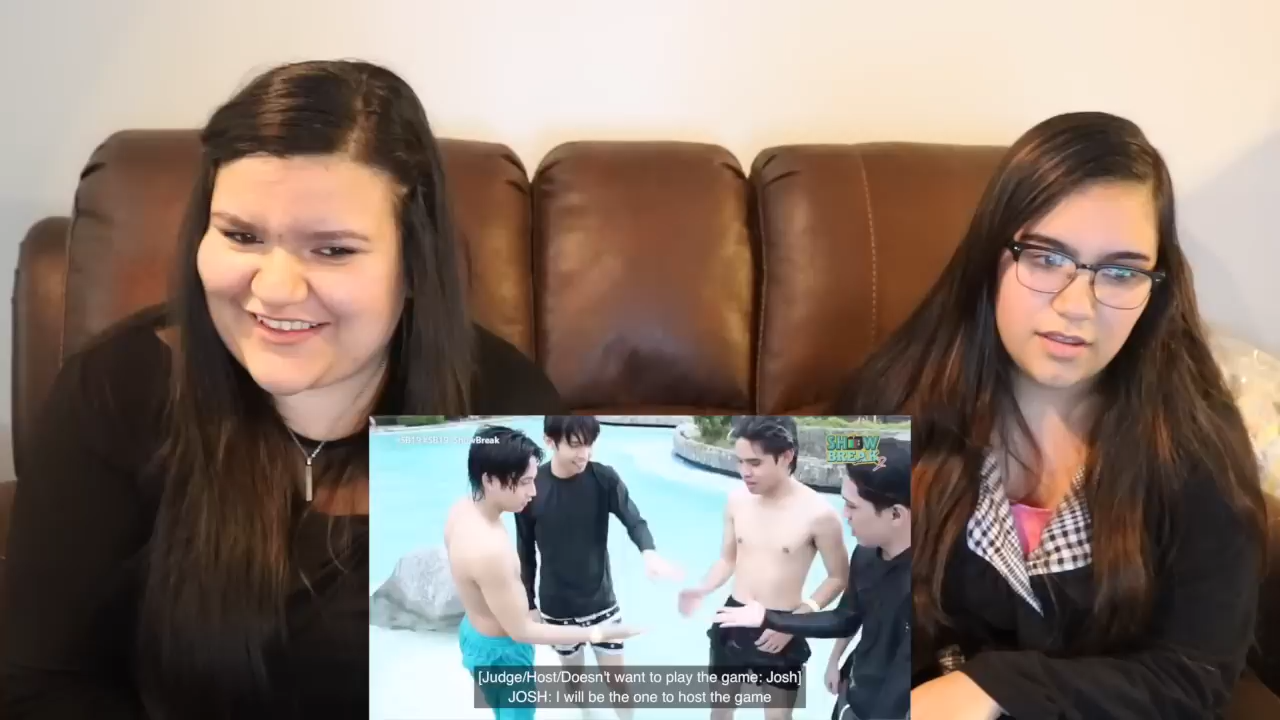 SHOW
BREAK 2
[Judge/Host/Doesn't want to play the game: Josh]
JOSH: I will be the one to host the game